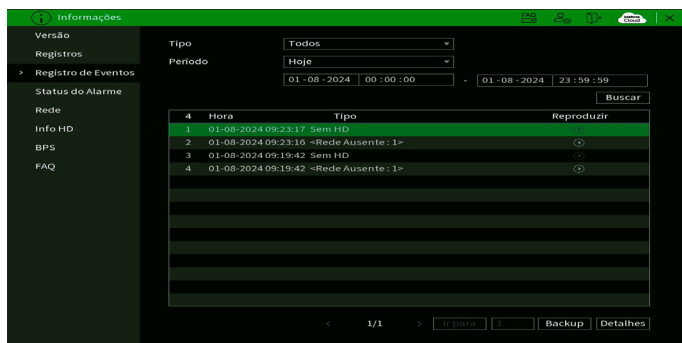 Informações
FAQ
Cloud
Versão
Registros
> Registro de Eventos
Status do Alarme
Rede
Info HD
BPS
FAQ
Tipo Todos
Periodo Hoje
01-08-2024 00:00:00 - 01-08-2024 23:59:59
Buscar
4 Hora Tipo Reproduzir
1 01-08-2024 09:23:17 Sem HD
2 01-08-2024 09:23:16 <Rede Ausente : 1>
3 01-08-2024 09:19:42 Sem HD
4 01-08-2024 09:19:42 <Rede Ausente : 1>
< 1/1 > Ir para 1 Backup Detalhes